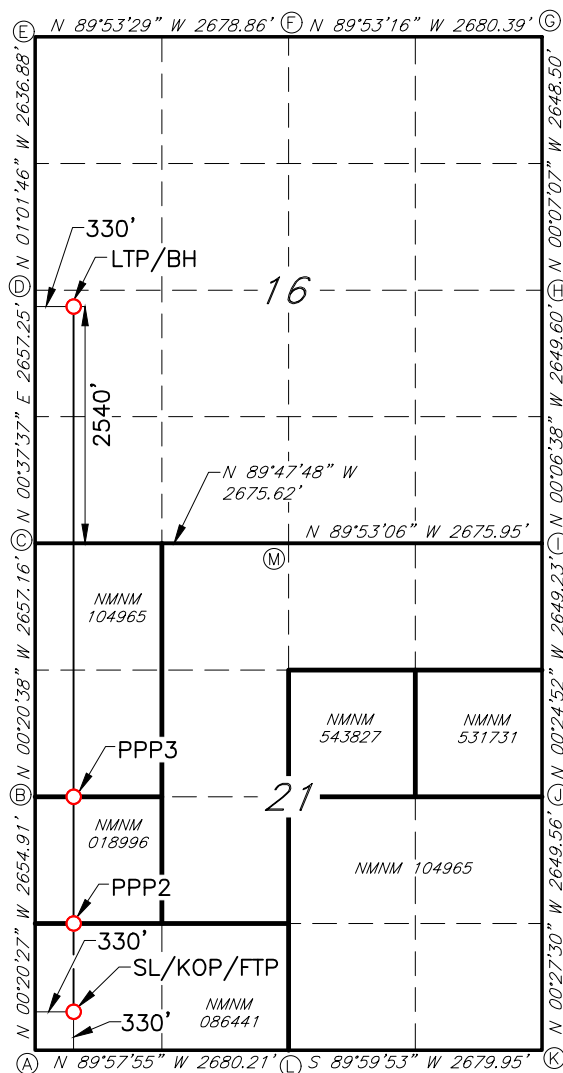 E
N 89°53'29" W 2678.86'
F
N 89°53'16" W 2680.39'
G
N 01°01'46" W 2636.88'
N 00°07'07" W 2648.50'
330'
LTP/BH
D
16
H
N 00°37'37" E 2657.25'
2540'
N 00°06'38" W 2649.60'
N 89°47'48" W
2675.62'
C
N 89°53'06" W 2675.95'
I
M
NMNM
104965
N 00°20'38" W 2657.16'
N 00°24'52" W 2649.23'
NMNM
543827
NMNM
531731
PPP3
B
21
J
NMNM
018996
N 00°20'27" W 2654.91'
NMNM 104965
N 00°27'30" W 2649.56'
PPP2
330'
SL/KOP/FTP
NMNM
086441
330'
A
N 89°57'55" W 2680.21'
L
S 89°59'53" W 2679.95'
K